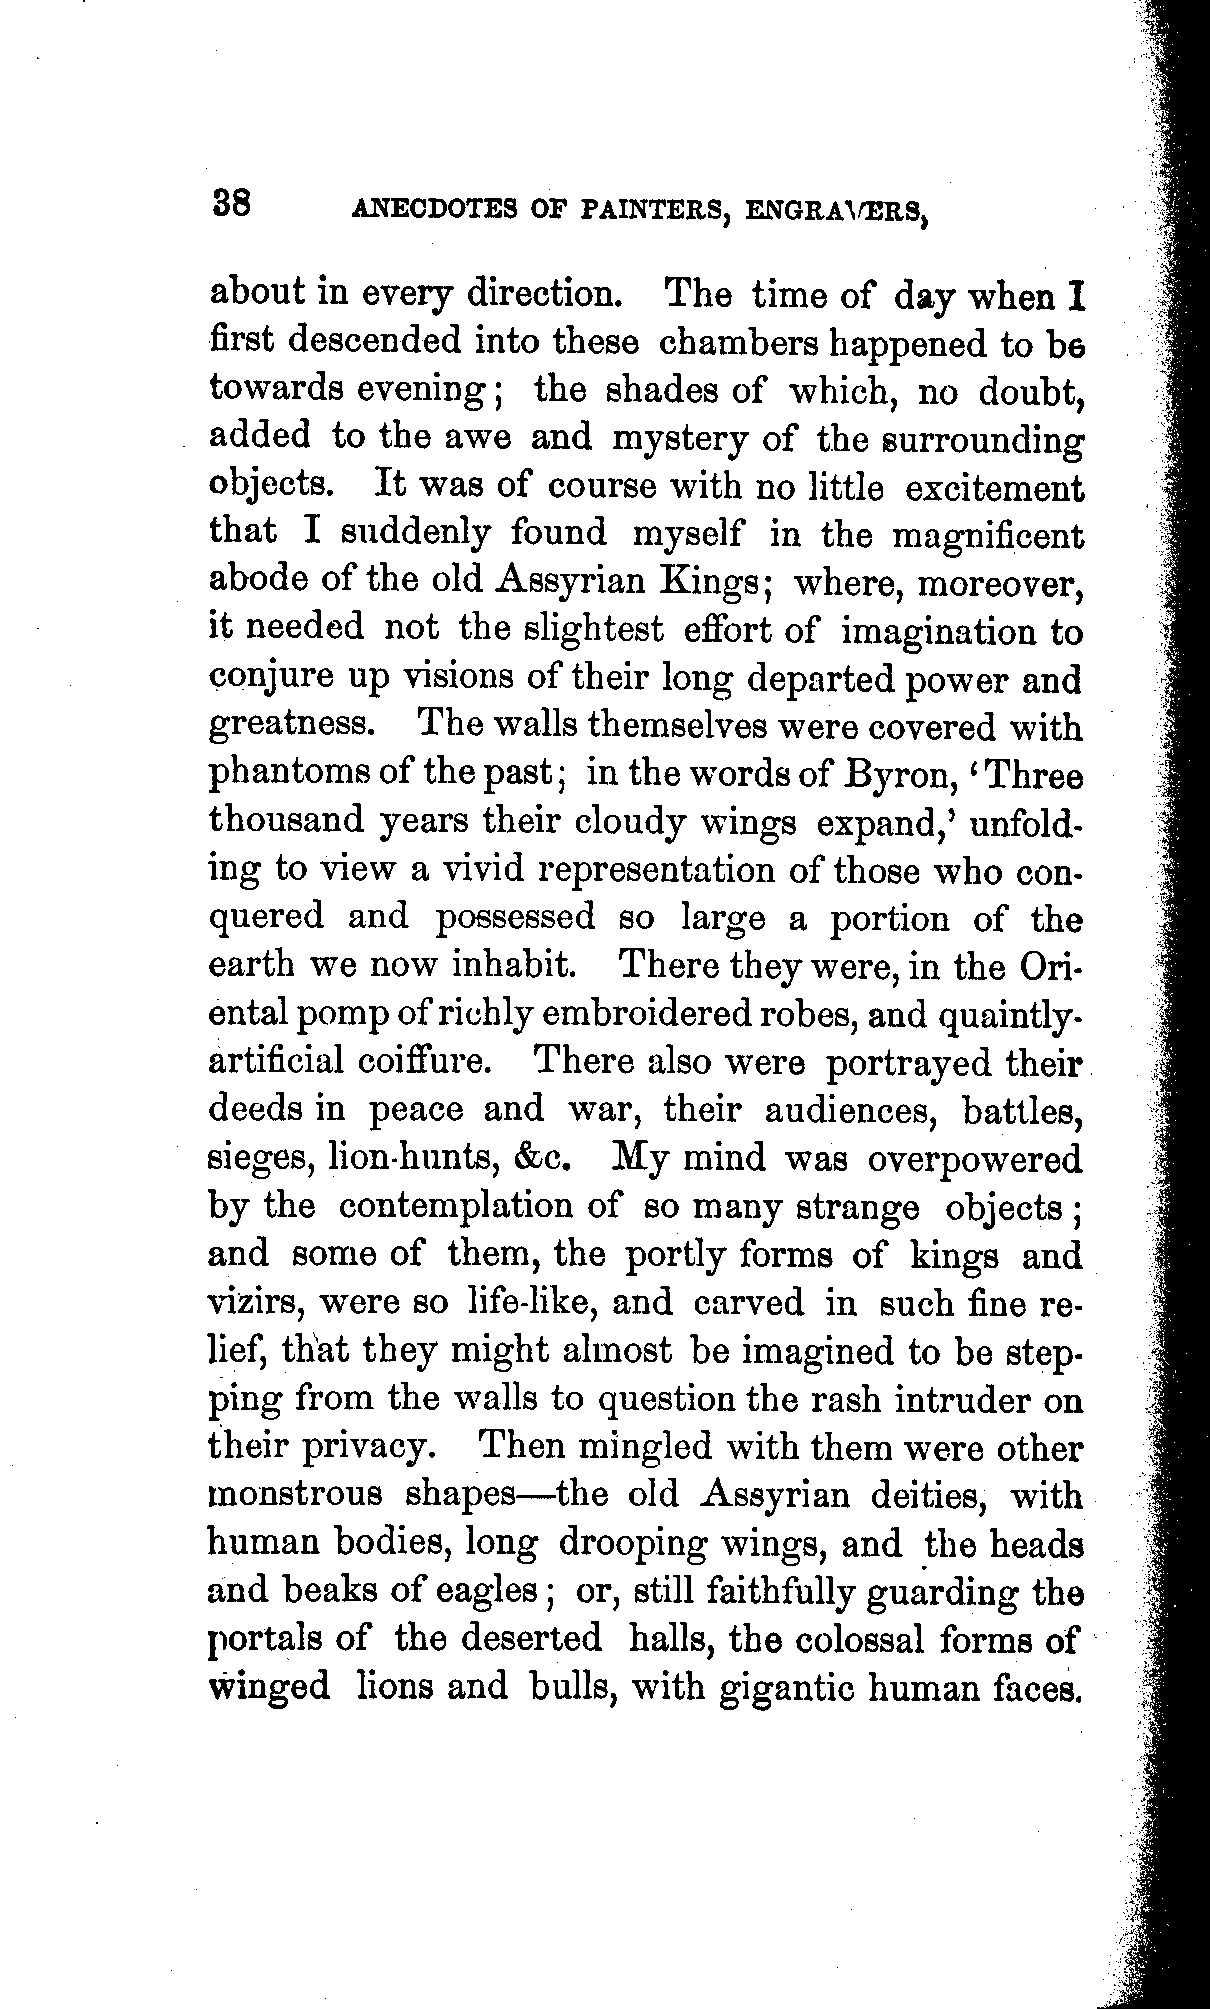 38 ANECDOTES OF PAINTERS, ENGRAVERS,
about in every direction. The time of day when I
first descended into these chambers happened to be
towards evening; the shades of which, no doubt,
added to the awe and mystery of the surrounding
objects. It was of course with no little excitement
that I suddenly found myself in the magnificent
abode of the old Assyrian Kings; where, moreover,
it needed not the slightest effort of imagination to
conjure up visions of their long departed power and
greatness. The walls themselves were covered with
phantoms of the past; in the words of Byron, ‘Three
thousand years their cloudy wings expand,’ unfold-
ing to view a vivid representation of those who con-
quered and possessed so large a portion of the
earth we now inhabit. There they were, in the Ori-
ental pomp of richly embroidered robes, and quaintly-
artificial coiffure. There also were portrayed their
deeds in peace and war, their audiences, battles,
sieges, lion-hunts, &c. My mind was overpowered
by the contemplation of so many strange objects;
and some of them, the portly forms of kings and
vizirs, were so life-like, and carved in such fine re-
lief, that they might almost be imagined to be step-
ping from the walls to question the rash intruder on
their privacy. Then mingled with them were other
monstrous shapes—the old Assyrian deities, with
human bodies, long drooping wings, and the heads
and beaks of eagles; or, still faithfully guarding the
portals of the deserted halls, the colossal forms of
winged lions and bulls, with gigantic human faces.